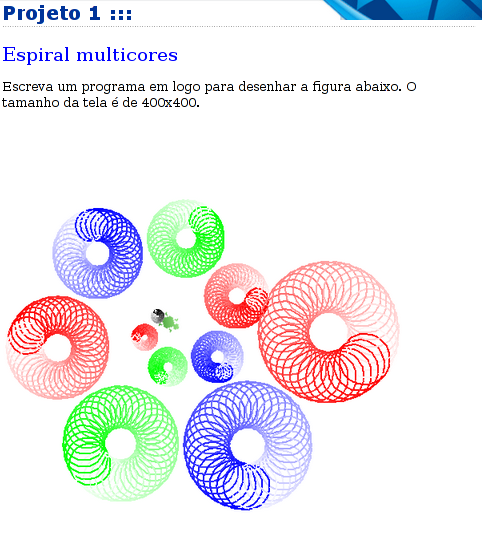 Projeto 1 :::
Espiral multicores
Escreva um programa em logo para desenhar a figura abaixo. O
tamanho da tela é de 400x400.